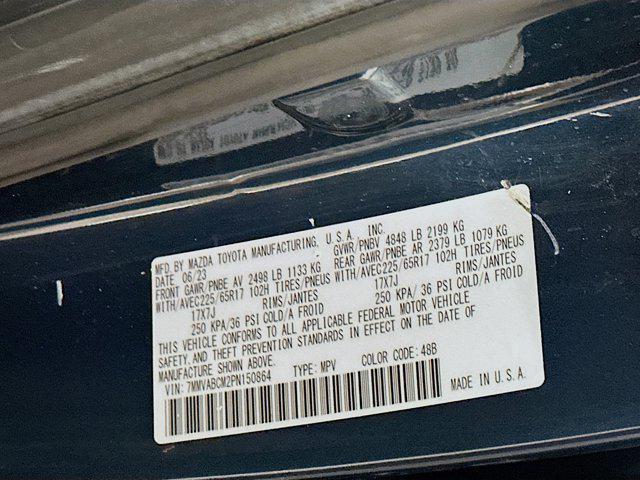 MFD. BY MAZDA TOYOTA MANUFACTURING, U.S.A., INC.
DATE 06/23 GVWR/PNBV 4848 LB 2199 KG
FRONT GAWR/PNBE AV 2498 LB 1133 KG REAR GAWR/PNBE AR 2379 LB 1079 KG
WITH/AVEC225/65R17 102H TIRES/PNEUS WITH/AVEC225/65R17 102H TIRES/PNEUS
17X7J RIMS/JANTES 17X7J RIMS/JANTES
250 KPA/36 PSI COLD/A FROID 250 KPA/36 PSI COLD/A FROID
THIS VEHICLE CONFORMS TO ALL APPLICABLE FEDERAL MOTOR VEHICLE
SAFETY, AND THEFT PREVENTION STANDARDS IN EFFECT ON THE DATE OF
MANUFACTURE SHOWN ABOVE.
VIN: 7MMVABCM2PN150864 TYPE: MPV COLOR CODE: 48B
MADE IN U.S.A.